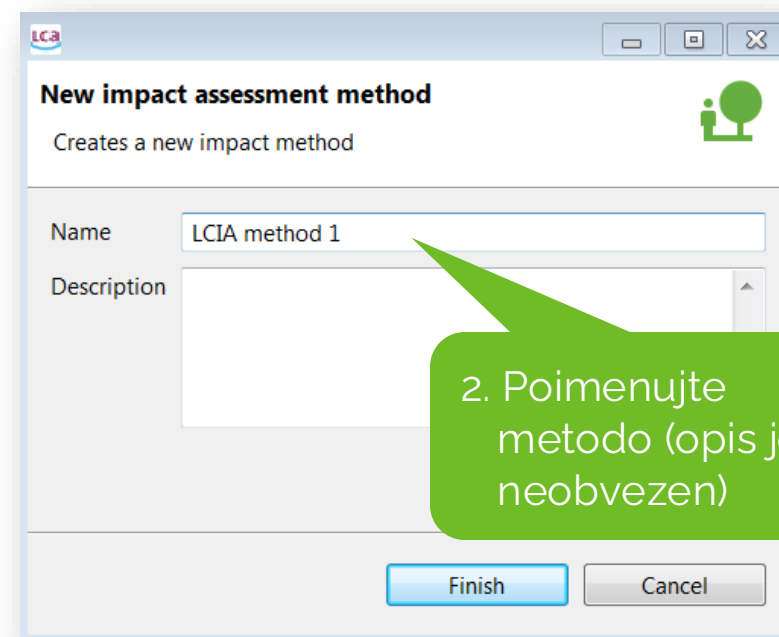 LCa
New impact assessment method
Creates a new impact method
Name
LCIA method 1
Description
2. Poimenujte
metodo (opis je
neobvezen)
Finish
Cancel